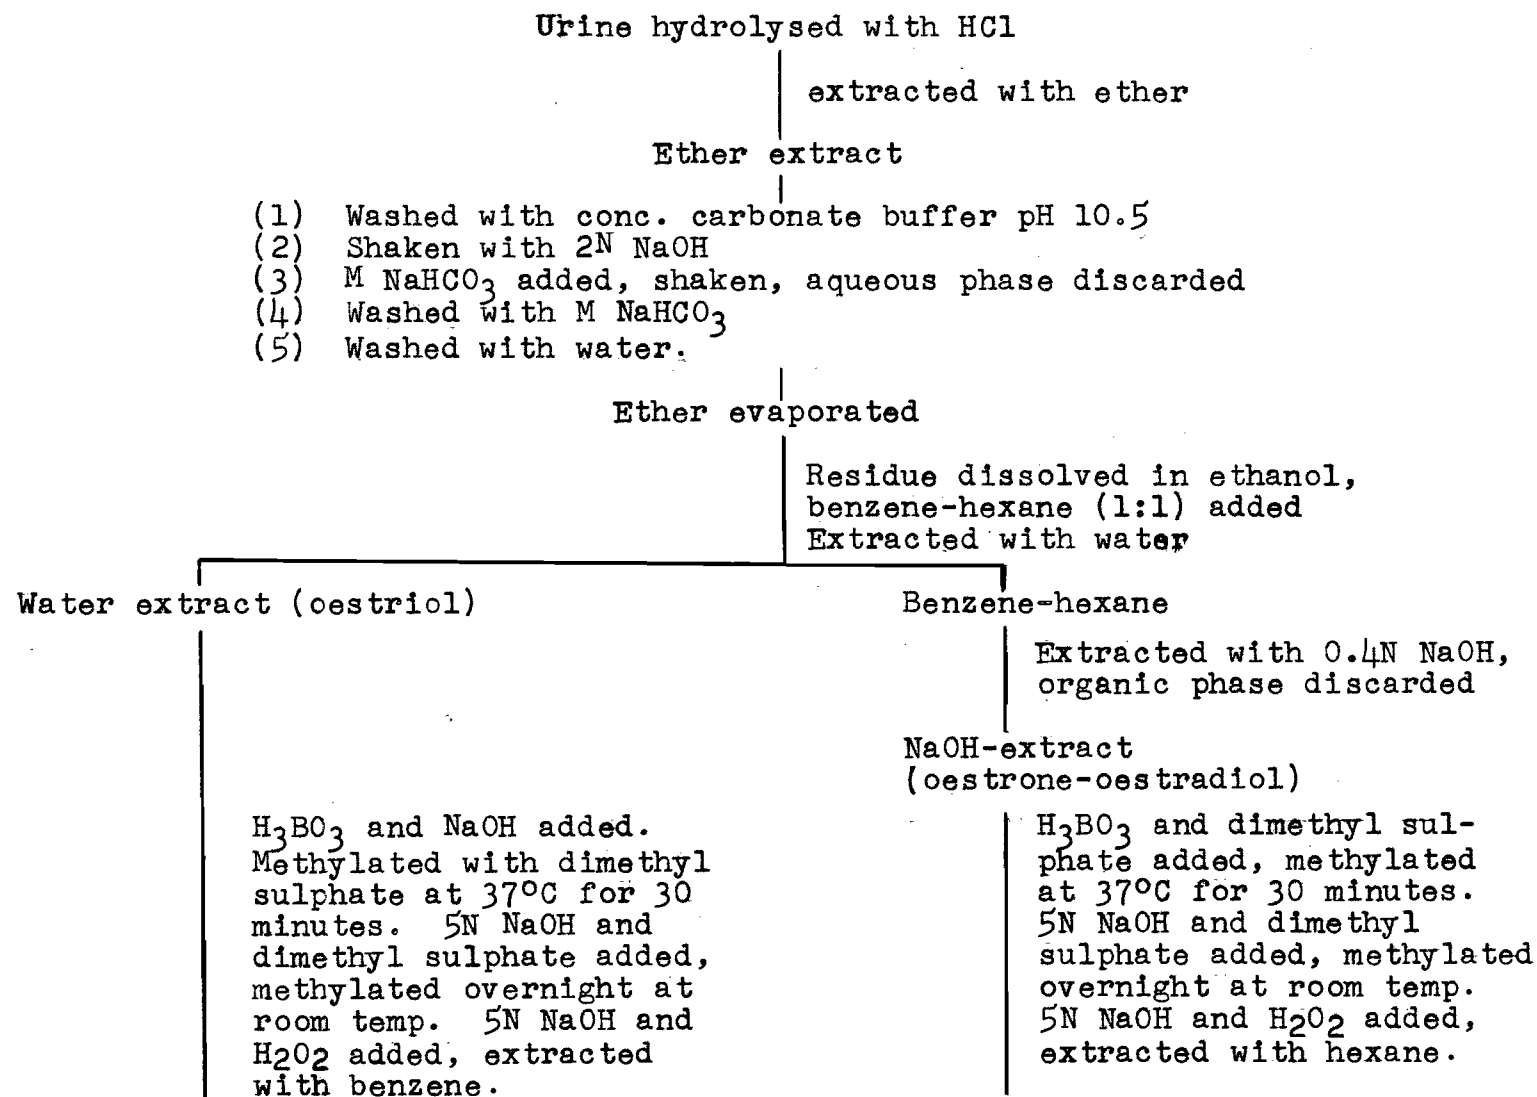 Urine hydrolysed with HCl
extracted with ether
Ether extract
(1) Washed with conc. carbonate buffer pH 10.5
(2) Shaken with 2N NaOH
(3) M NaHCO3 added, shaken, aqueous phase discarded
(4) Washed with M NaHCO3
(5) Washed with water.
Ether evaporated
Residue dissolved in ethanol,
benzene-hexane (1:1) added
Extracted with water
Water extract (oestriol)
Benzene-hexane
Extracted with 0.4N NaOH,
organic phase discarded
NaOH-extract
(oestrone-oestradiol)
H3BO3 and NaOH added.
Methylated with dimethyl
sulphate at 37°C for 30
minutes. 5N NaOH and
dimethyl sulphate added,
methylated overnight at
room temp. 5N NaOH and
H2O2 added, extracted
with benzene.
H3BO3 and dimethyl sul-
phate added, methylated
at 37°C for 30 minutes.
5N NaOH and dimethyl
sulphate added, methylated
overnight at room temp.
5N NaOH and H2O2 added,
extracted with hexane.